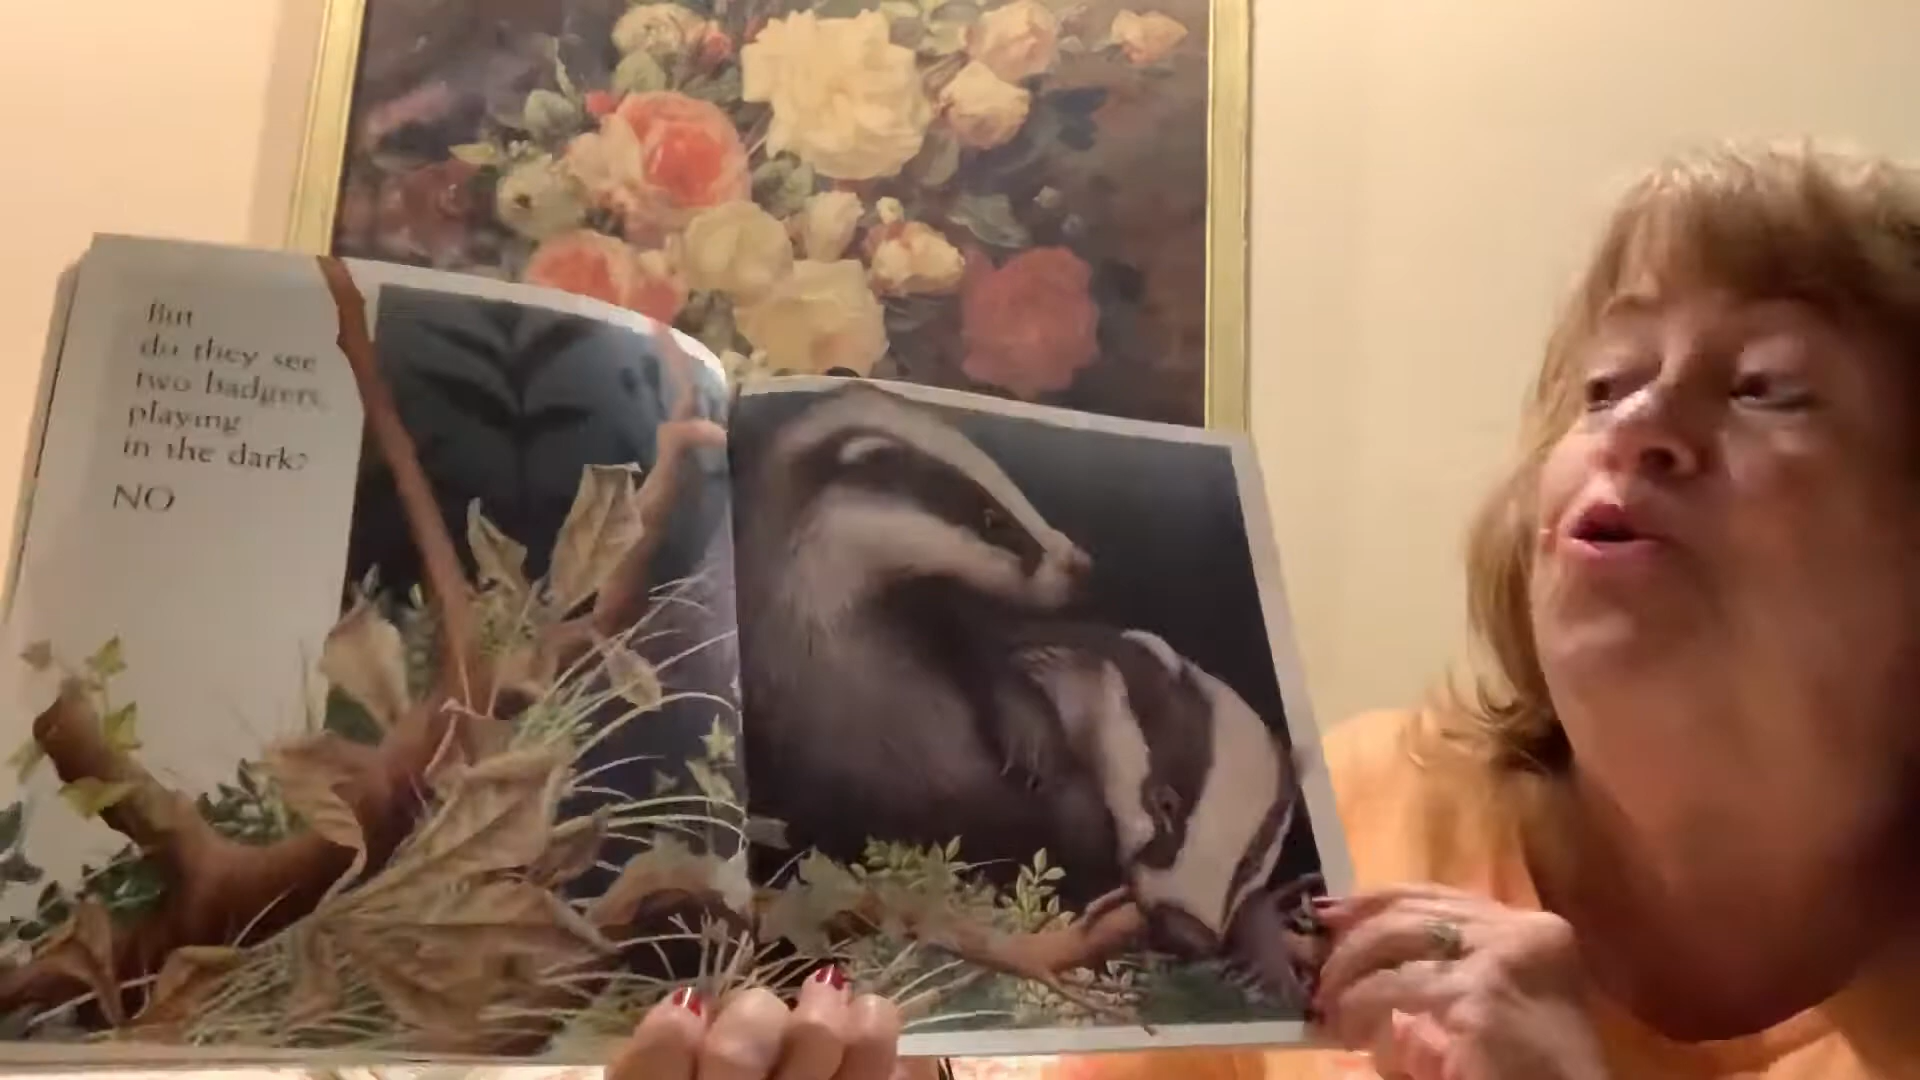 But
do they see
two badgers,
playing
in the dark?
NO